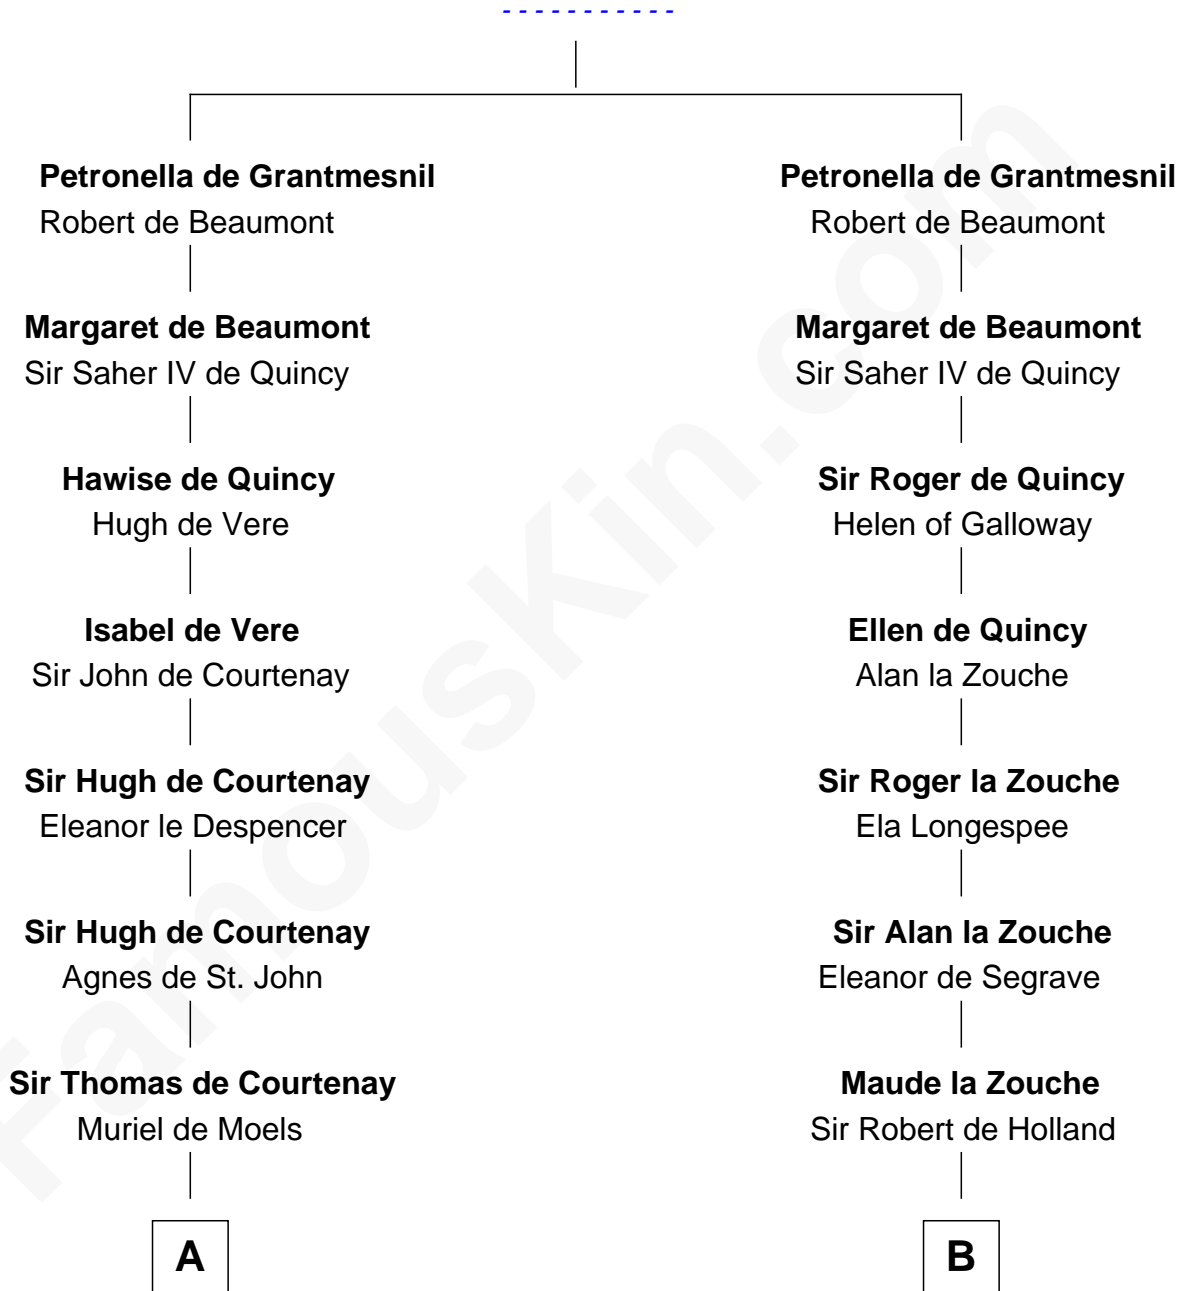 - - - - - - - - - - -
Petronella de Grantmesnil
Robert de Beaumont
Margaret de Beaumont
Sir Saher IV de Quincy
Hawise de Quincy
Hugh de Vere
Isabel de Vere
Sir John de Courtenay
Sir Hugh de Courtenay
Eleanor le Despencer
Sir Hugh de Courtenay
Agnes de St. John
Sir Thomas de Courtenay
Muriel de Moels
A
Petronella de Grantmesnil
Robert de Beaumont
Margaret de Beaumont
Sir Saher IV de Quincy
Sir Roger de Quincy
Helen of Galloway
Ellen de Quincy
Alan la Zouche
Sir Roger la Zouche
Ela Longespee
Sir Alan la Zouche
Eleanor de Segrave
Maude la Zouche
Sir Robert de Holland
B
FamousKin.com